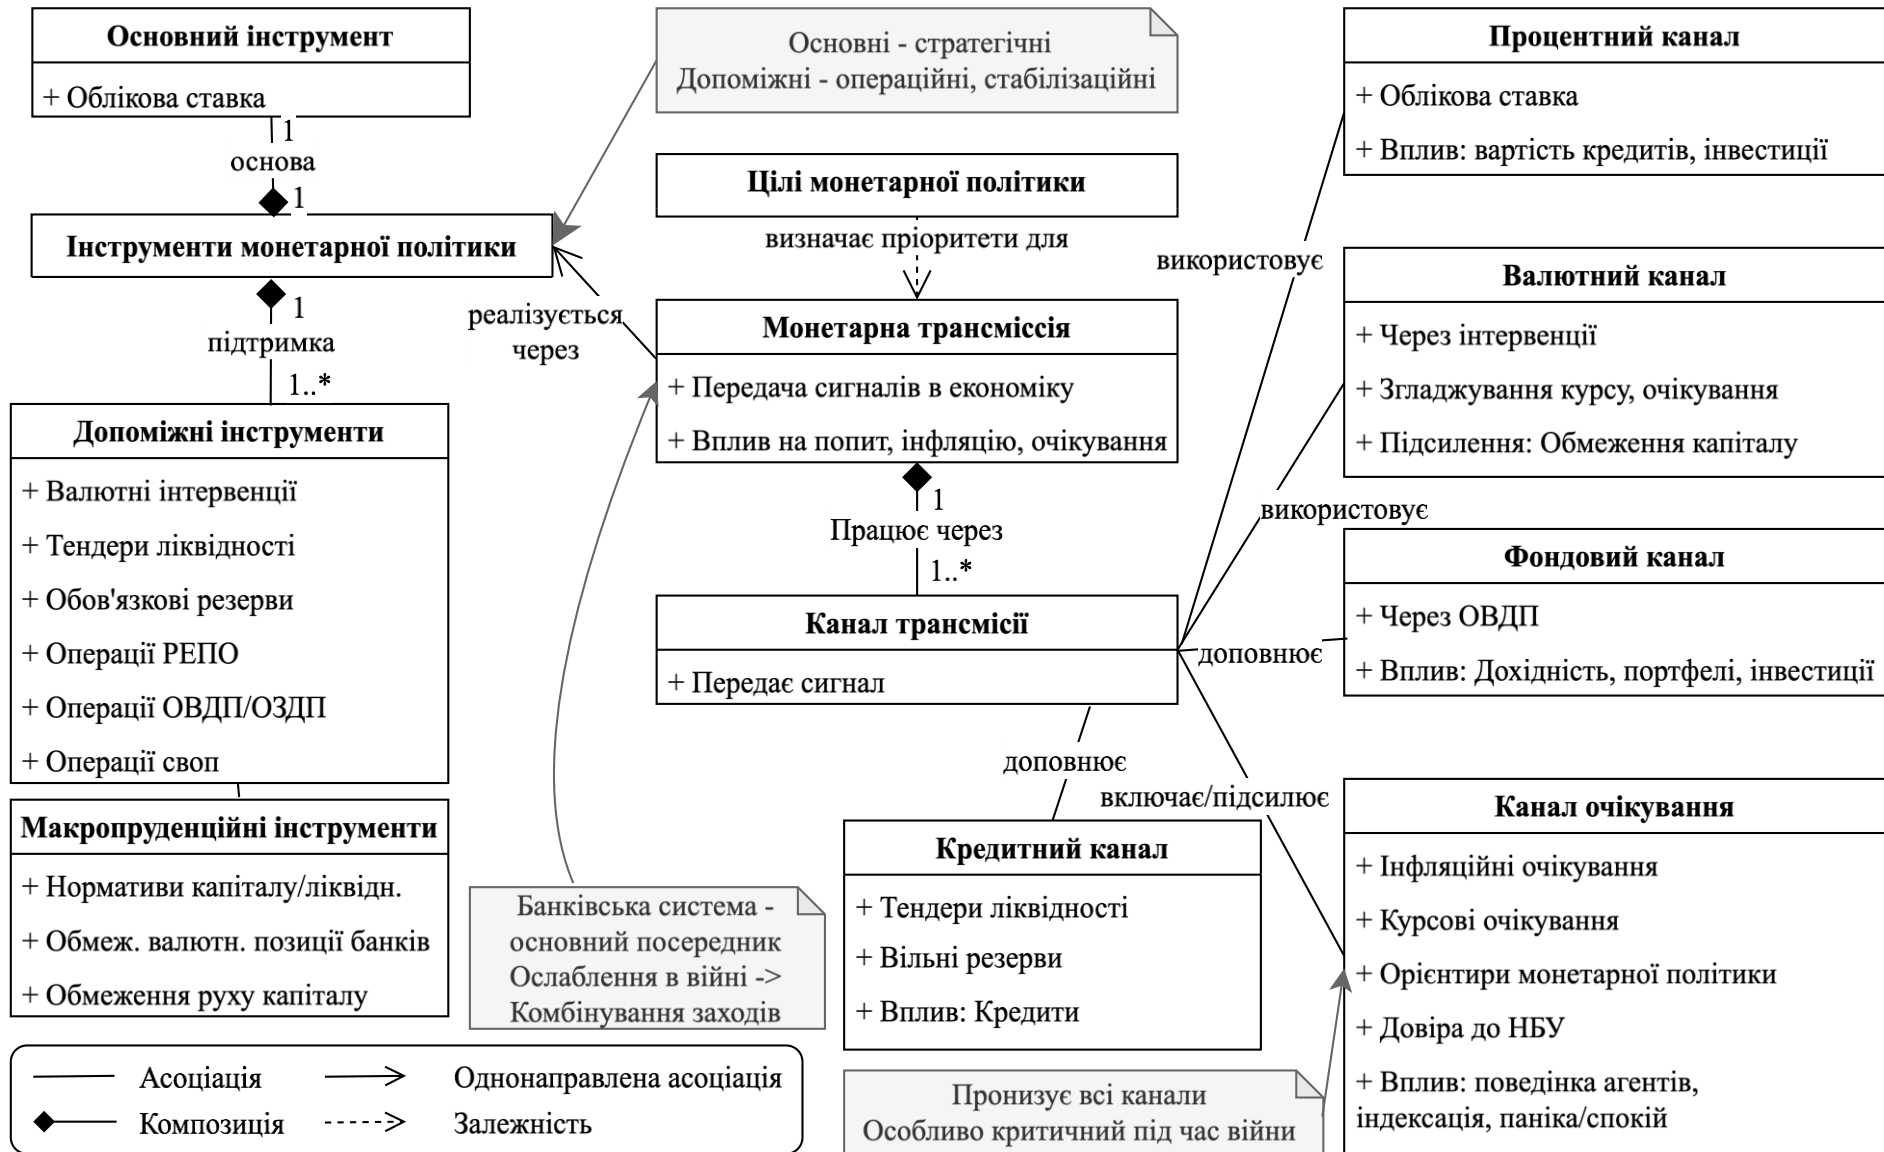 Основний інструмент
+ Облікова ставка
1
основа
1
Інструменти монетарної політики
1
підтримка
1..*
Допоміжні інструменти
+ Валютні інтервенції
+ Тендери ліквідності
+ Обов'язкові резерви
+ Операції РЕПО
+ Операції ОВДП/ОЗДП
+ Операції своп
Макропруденційні інструменти
+ Нормативи капіталу/ліквідн.
+ Обмеж. валютн. позиції банків
+ Обмеження руху капіталу
Основні - стратегічні
Допоміжні - операційні, стабілізаційні
Цілі монетарної політики
визначає пріоритети для
реалізується
через
Монетарна трансміссія
+ Передача сигналів в економіку
+ Вплив на попит, інфляцію, очікування
1
Працює через
1..*
Канал трансмісії
+ Передає сигнал
використовує
використовує
доповнює
доповнює
включає/підсилює
Процентний канал
+ Облікова ставка
+ Вплив: вартість кредитів, інвестиції
Валютний канал
+ Через інтервенції
+ Згладжування курсу, очікування
+ Підсилення: Обмеження капіталу
Фондовий канал
+ Через ОВДП
+ Вплив: Дохідність, портфелі, інвестиції
Канал очікування
+ Інфляційні очікування
+ Курсові очікування
+ Орієнтири монетарної політики
+ Довіра до НБУ
+ Вплив: поведінка агентів,
індексація, паніка/спокій
Кредитний канал
+ Тендери ліквідності
+ Вільні резерви
+ Вплив: Кредити
Банківська система -
основний посередник
Ослаблення в війні ->
Комбінування заходів
Пронизує всі канали
Особливо критичний під час війни
Асоціація
Однонаправлена асоціація
Композиція
Залежність